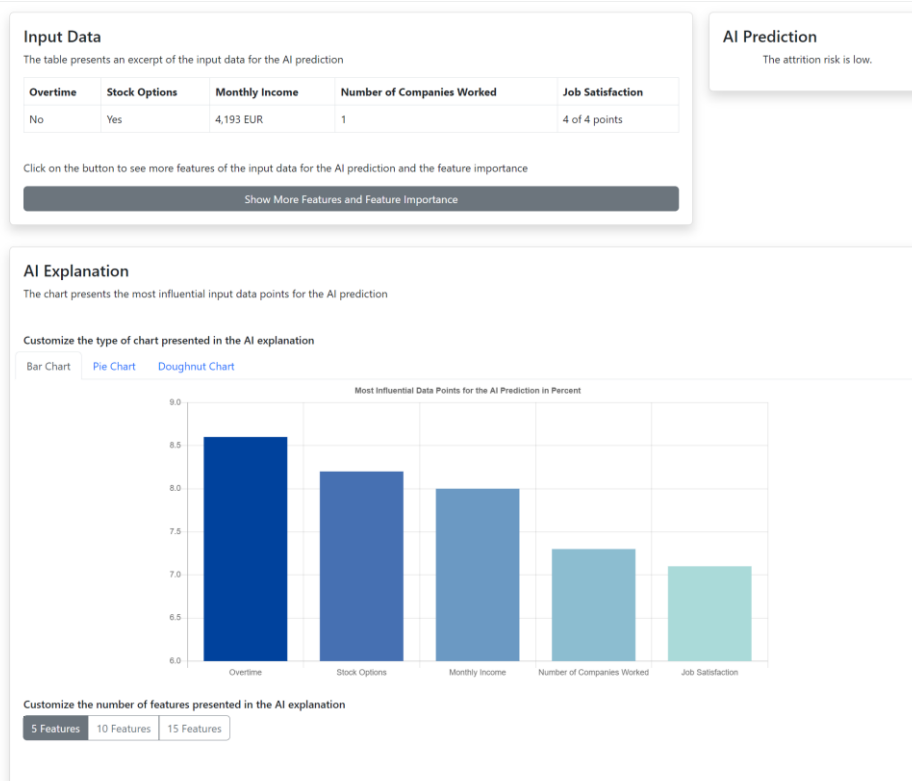 Input Data
The table presents an excerpt of the input data for the AI prediction
Overtime Stock Options Monthly Income Number of Companies Worked Job Satisfaction
No Yes 4,193 EUR 1 4 of 4 points
Click on the button to see more features of the input data for the AI prediction and the feature importance
Show More Features and Feature Importance
AI Prediction
The attrition risk is low.
AI Explanation
The chart presents the most influential input data points for the AI prediction
Customize the type of chart presented in the AI explanation
Bar Chart Pie Chart Doughnut Chart
Most Influential Data Points for the AI Prediction in Percent
9.0
8.5
8.0
7.5
7.0
6.5
6.0
Overtime Stock Options Monthly Income Number of Companies Worked Job Satisfaction
Customize the number of features presented in the AI explanation
5 Features 10 Features 15 Features